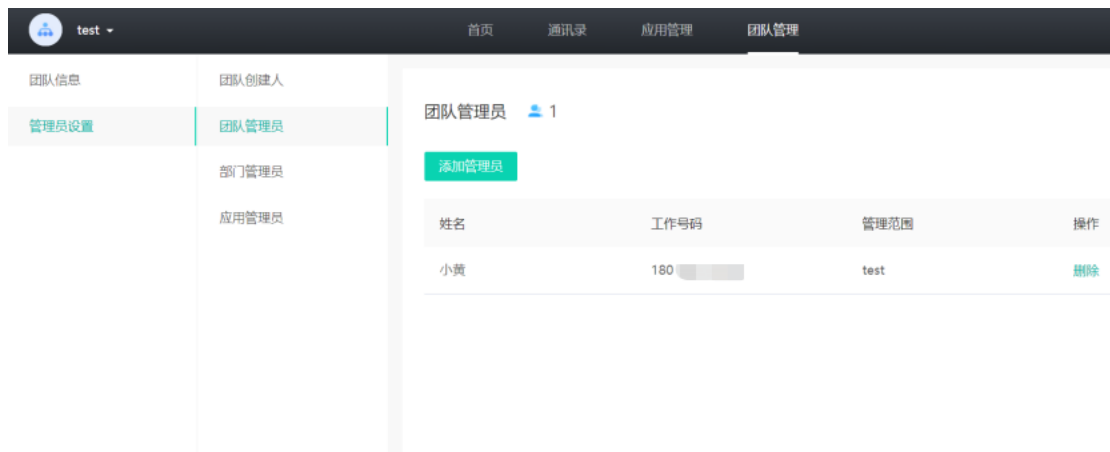 test 首页 通讯录 应用管理 团队管理
团队信息
管理员设置
团队创建人
团队管理员
部门管理员
应用管理员
团队管理员 1
添加管理员
姓名 工作号码 管理范围 操作
小黄 180 test 删除